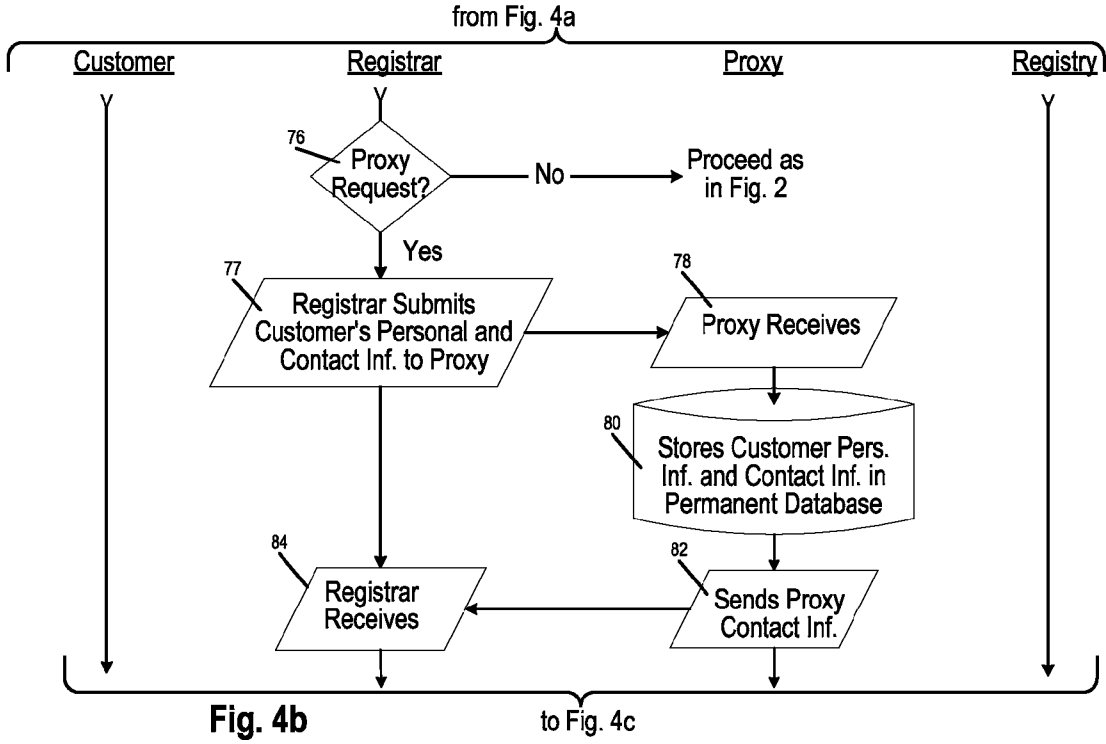 from Fig. 4a
Customer
Registrar
Proxy
Registry
76
Proxy
Request?
No
Proceed as
in Fig. 2
Yes
77
Registrar Submits
Customer's Personal and
Contact Inf. to Proxy
78
Proxy Receives
80
Stores Customer Pers.
Inf. and Contact Inf. in
Permanent Database
84
Registrar
Receives
82
Sends Proxy
Contact Inf.
Fig. 4b
to Fig. 4c